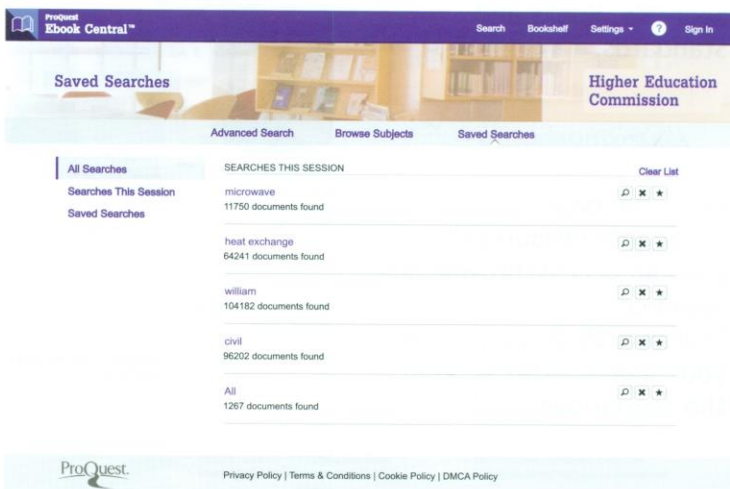 ProQuest
Ebook Central™
Search Bookshelf Settings ? Sign In
Saved Searches
Higher Education
Commission
Advanced Search Browse Subjects Saved Searches
All Searches
Searches This Session
Saved Searches
SEARCHES THIS SESSION
Clear List
microwave
11750 documents found
heat exchange
64241 documents found
william
104182 documents found
civil
96202 documents found
All
1267 documents found
ProQuest.
Privacy Policy | Terms & Conditions | Cookie Policy | DMCA Policy